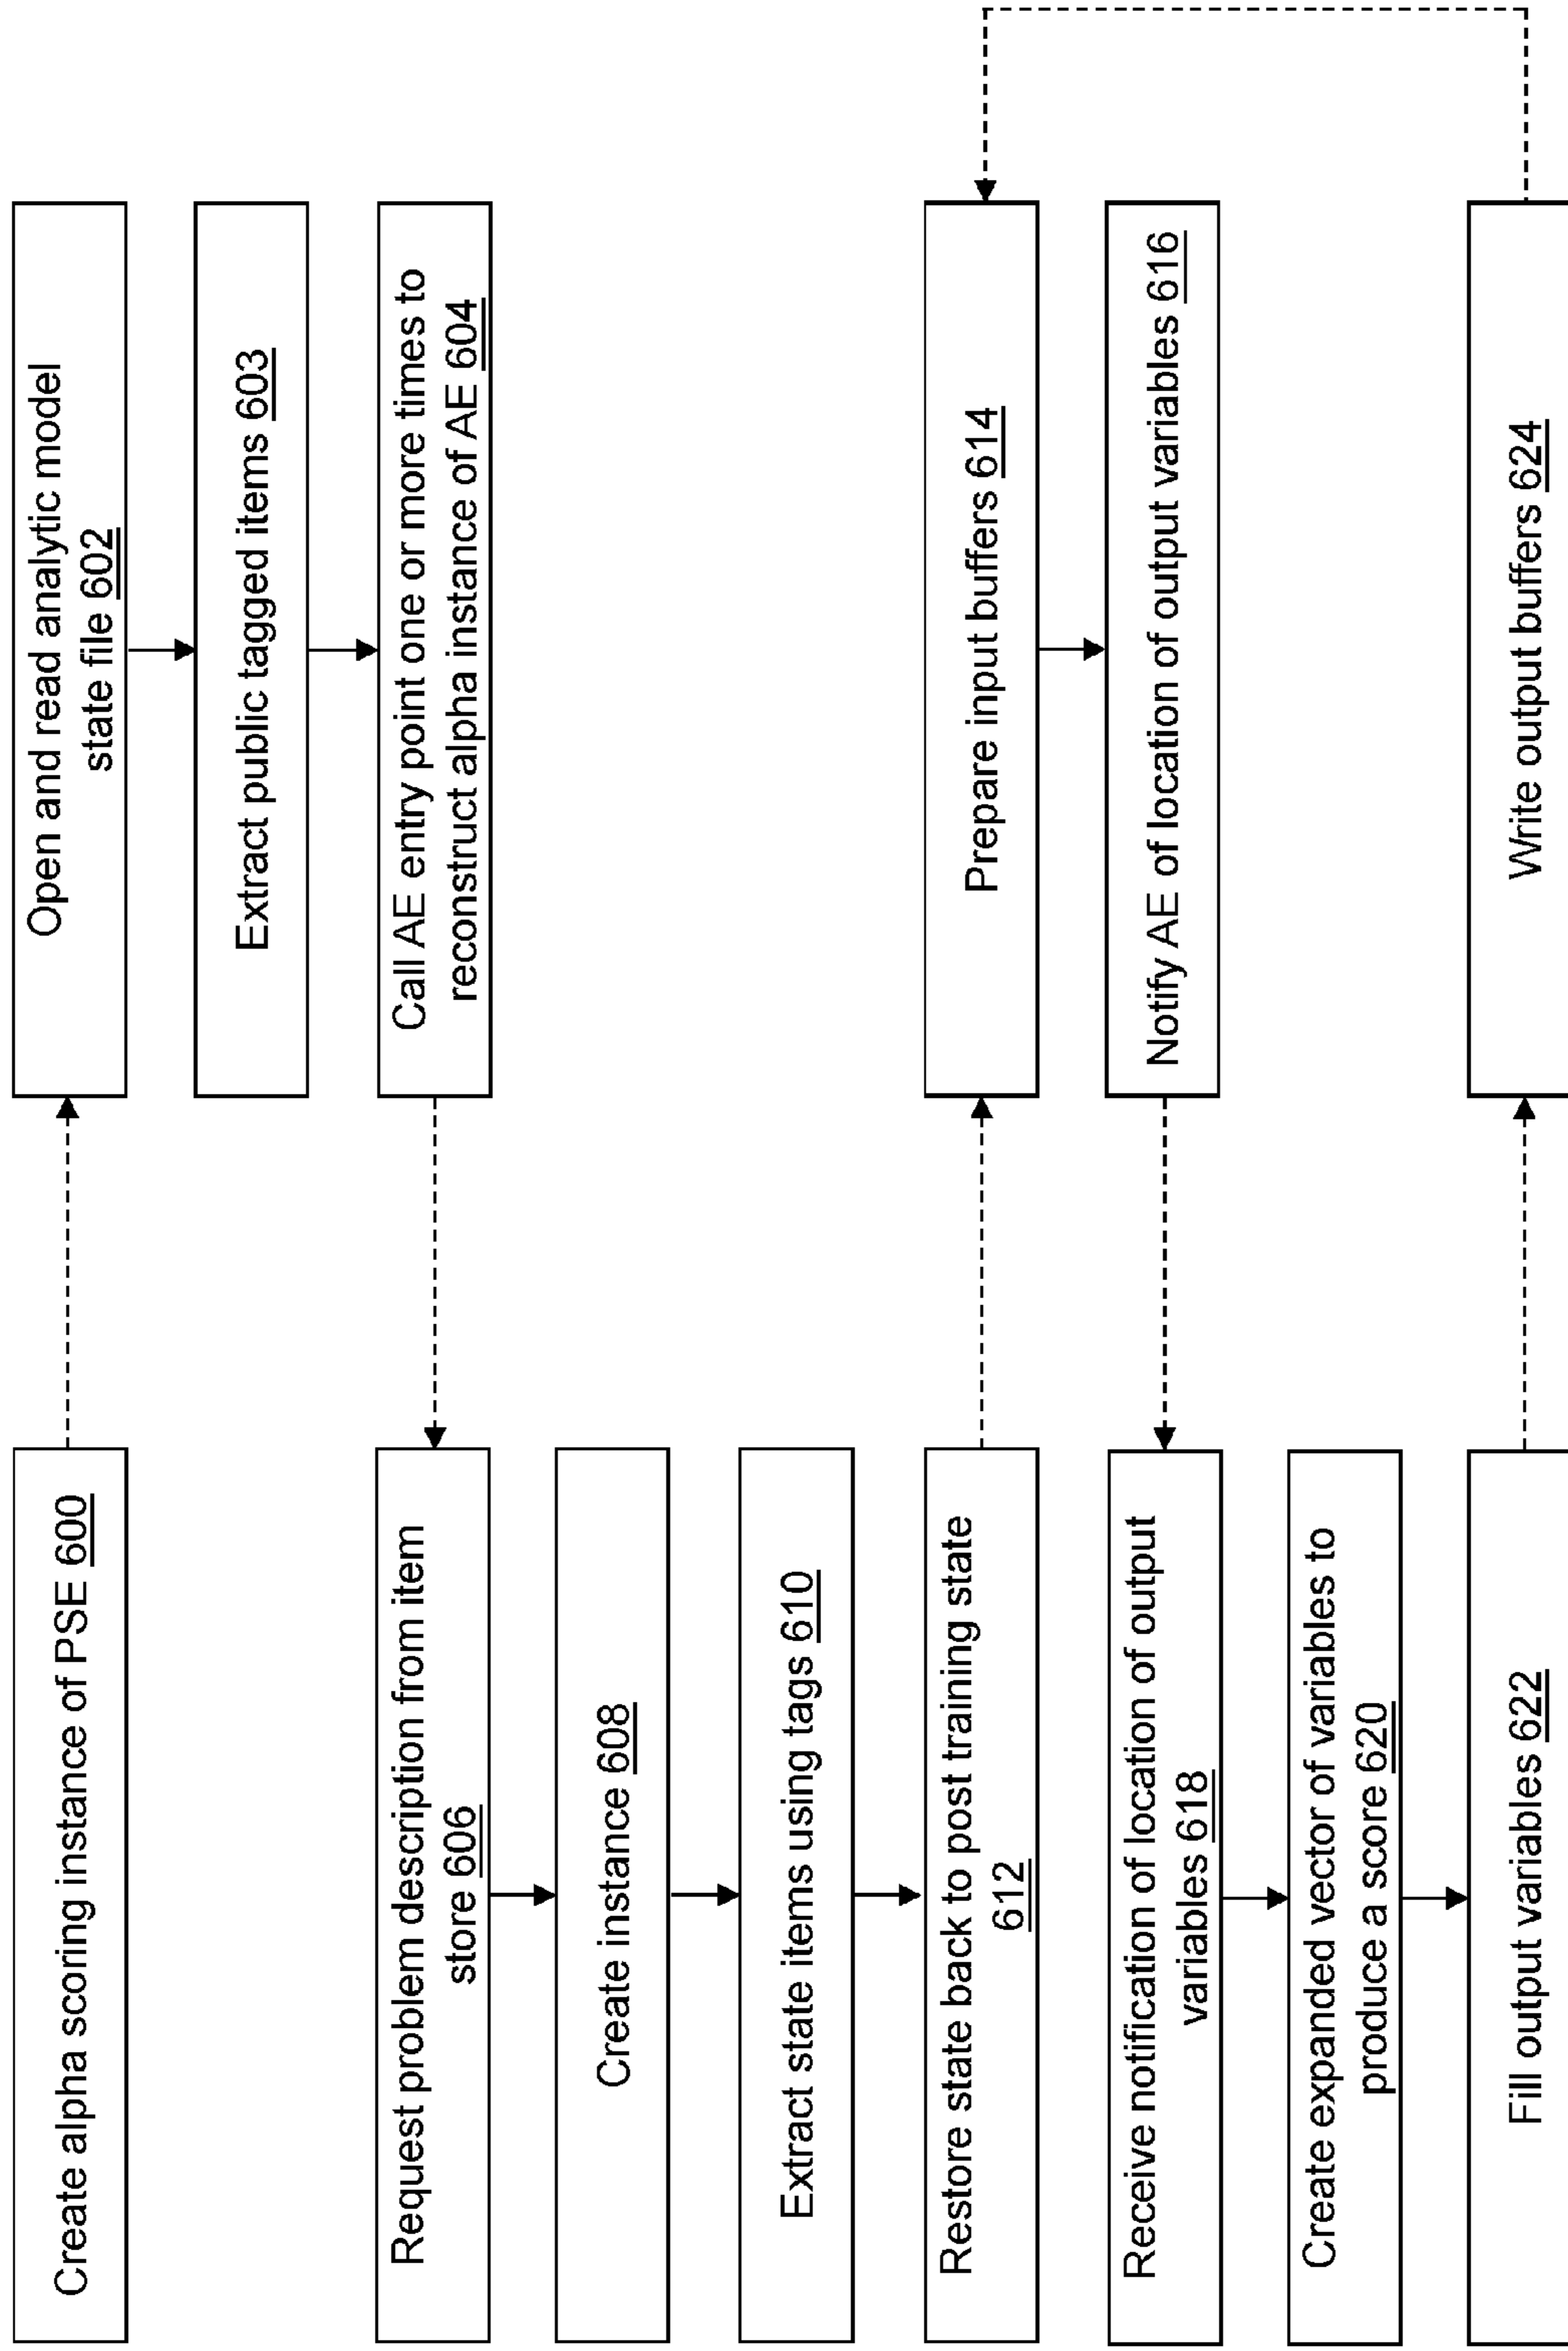 Create alpha scoring instance of PSE 600
Open and read analytic model
state file 602
Extract public tagged items 603
Call AE entry point one or more times to
reconstruct alpha instance of AE 604
Request problem description from item
store 606
Create instance 608
Extract state items using tags 610
Restore state back to post training state
612
Prepare input buffers 614
Notify AE of location of output variables 616
Receive notification of location of output
variables 618
Create expanded vector of variables to
produce a score 620
Fill output variables 622
Write output buffers 624